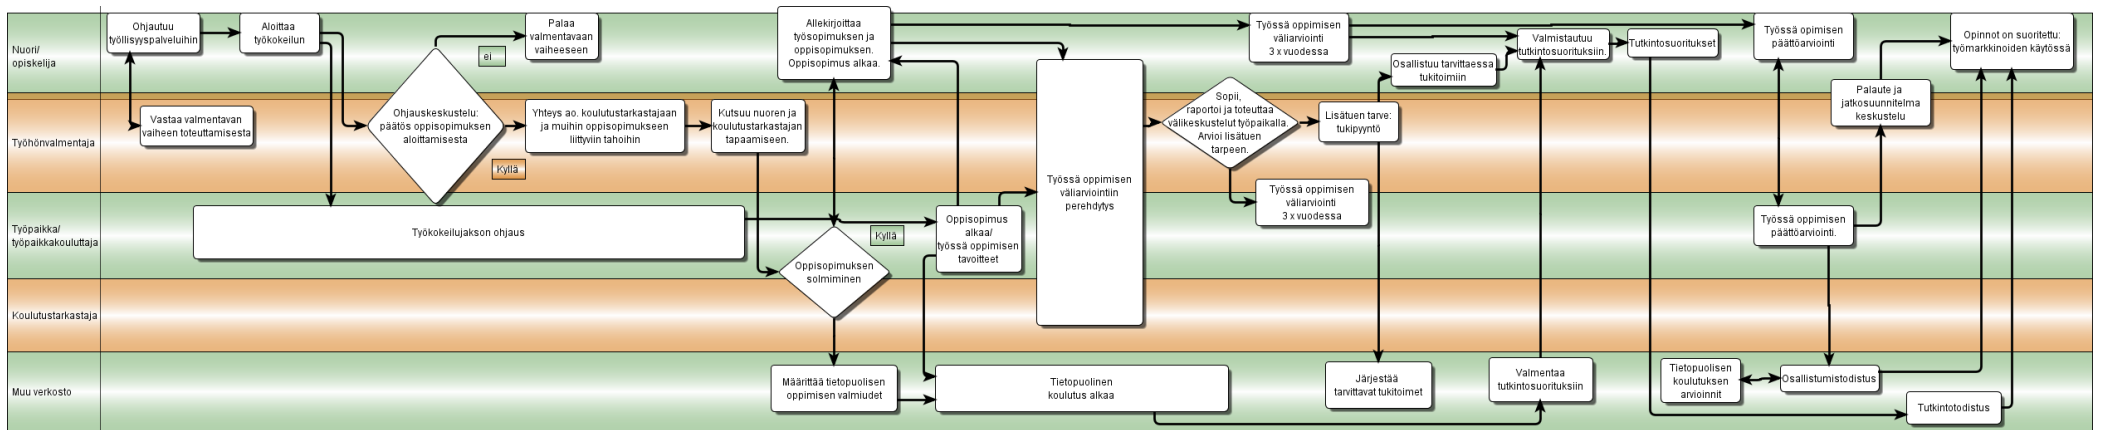 Nuori/
opiskelija
Ohjautuu
työllisyyspalveluihin
Aloittaa
työkokeilun
Palaa
valmentavaan
vaiheeseen
ei
Allekirjoittaa
työsopimuksen ja
oppisopimuksen.
Oppisopimus alkaa.
Työssä oppimisen
väliarviointi
3 x vuodessa
Osallistuu tarvittaessa
tukitoimiin
Valmistautuu
tutkintosuorituksiin.
Tutkintosuoritukset
Työssä opimisen
päättöarviointi
Opinnot on suoritettu:
työmarkkinoiden käytössä
Työhönvalmentaja
Vastaa valmentavan
vaiheen toteuttamisesta
Ohjauskeskustelu:
päätös oppisopimuksen
aloittamisesta
Kyllä
Yhteys ao. koulutustarkastajaan
ja muihin oppisopimukseen
liittyviin tahoihin
Kutsuu nuoren ja
koulutustarkastajan
tapaamiseen.
Sopii,
raportoi ja toteuttaa
välikeskustelut työpaikalla.
Arvioi lisätuen
tarpeen.
Lisätuen tarve:
tukipyyntö
Palaute ja
jatkosuunnitelma
keskustelu
Työssä oppimisen
väliarviointi
3 x vuodessa
Työssä oppimisen
väliarviointiin
perehdytys
Työpaikka/
työpaikkakouluttaja
Työkokeilujakson ohjaus
Kyllä
Oppisopimus
alkaa/
työssä oppimisen
tavoitteet
Oppisopimuksen
solmiminen
Työssä oppimisen
päättöarviointi.
Koulutustarkastaja
Muu verkosto
Määrittää tietopuolisen
oppimisen valmiudet
Tietopuolinen
koulutus alkaa
Järjestää
tarvittavat tukitoimet
Valmentaa
tutkintosuorituksiin
Tietopuolisen
koulutuksen
arvioinnit
Osallistumistodistus
Tutkintotodistus